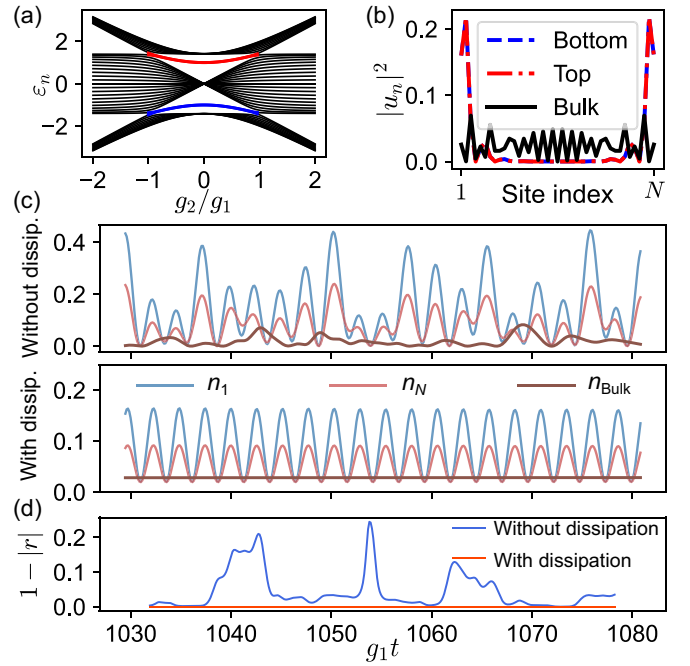 (a)
2
0
−2
εn
−2 −1 0 1 2
g2/g1
(b)
0.2
0.1
0.0
|un|^2
Bottom
Top
Bulk
1 Site index N
(c)
Without dissip.
0.4
0.2
0.0
With dissip.
0.2
0.1
0.0
n1 nN nBulk
(d)
1 − |r|
0.2
0.1
0.0
Without dissipation
With dissipation
1030 1040 1050 1060 1070 1080
g1t